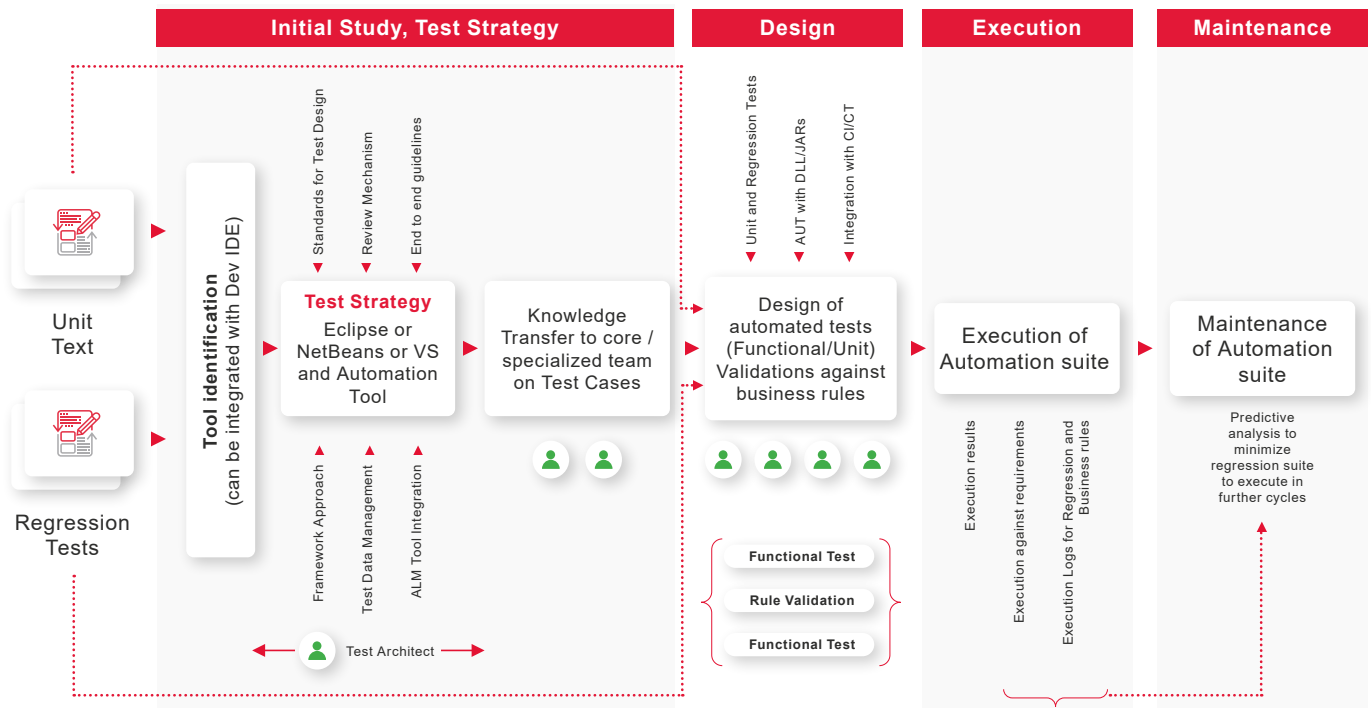 Initial Study, Test Strategy
Design
Execution
Maintenance
Unit
Text
Regression
Tests
Tool identification
(can be integrated with Dev IDE)
Standards for Test Design
Review Mechanism
End to end guidelines
Test Strategy
Eclipse or
NetBeans or VS
and Automation
Tool
Framework Approach
Test Data Management
ALM Tool Integration
Test Architect
Knowledge
Transfer to core /
specialized team
on Test Cases
Unit and Regression Tests
AUT with DLL/JARs
Integration with CI/CT
Design of
automated tests
(Functional/Unit)
Validations against
business rules
Functional Test
Rule Validation
Functional Test
Execution of
Automation suite
Execution results
Execution against requirements
Execution Logs for Regression and
Business rules
Maintenance
of Automation
suite
Predictive
analysis to
minimize
regression suite
to execute in
further cycles